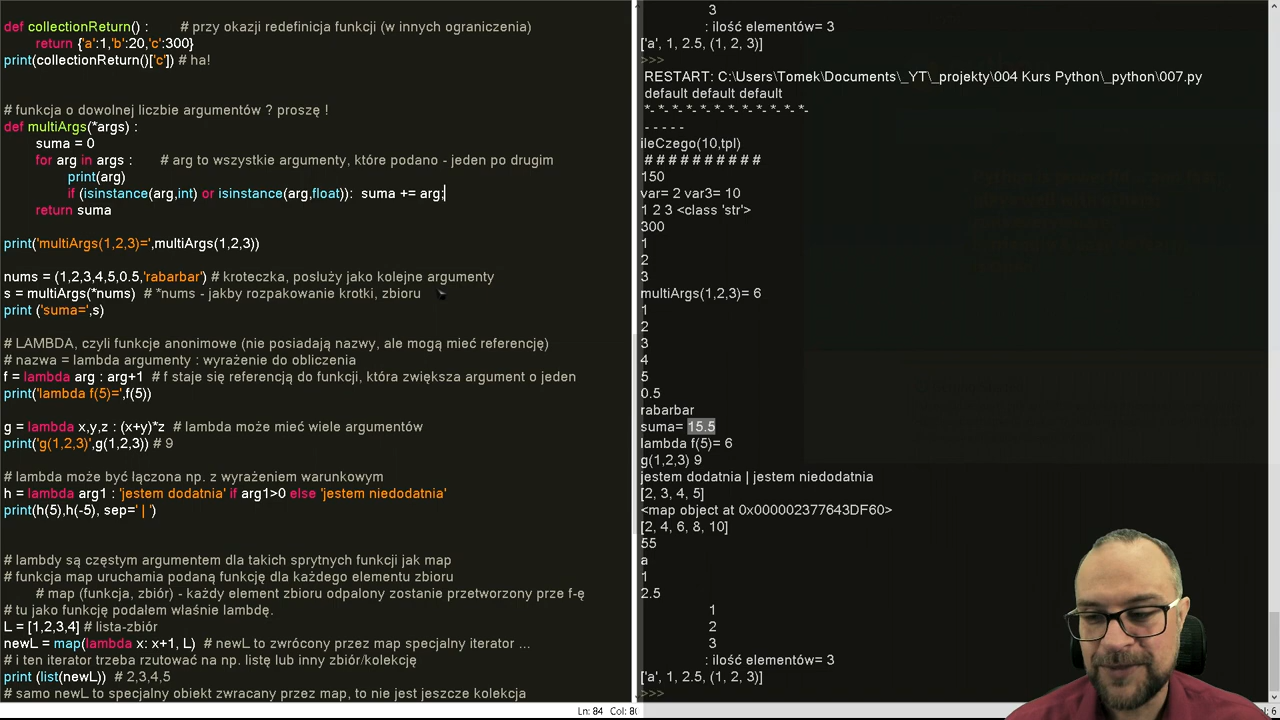 def collectionReturn() : # przy okazji redefinicja funkcji (w innych ograniczenia)
return {'a':1,'b':20,'c':300}
print(collectionReturn()['c']) # ha!
# funkcja o dowolnej liczbie argumentów ? proszę !
def multiArgs(*args) :
suma = 0
for arg in args : # arg to wszystkie argumenty, które podano - jeden po drugim
print(arg)
if (isinstance(arg,int) or isinstance(arg,float)): suma += arg;
return suma
print('multiArgs(1,2,3)=',multiArgs(1,2,3))
nums = (1,2,3,4,5,0.5,'rabarbar') # kroteczka, posłuży jako kolejne argumenty
s = multiArgs(*nums) # *nums - jakby rozpakowanie krotki, zbioru
print ('suma=',s)
# LAMBDA, czyli funkcje anonimowe (nie posiadają nazwy, ale mogą mieć referencję)
# nazwa = lambda argumenty : wyrażenie do obliczenia
f = lambda arg : arg+1 # f staje się referencją do funkcji, która zwiększa argument o jeden
print('lambda f(5)=',f(5))
g = lambda x,y,z : (x+y)*z # lambda może mieć wiele argumentów
print('g(1,2,3)',g(1,2,3)) # 9
# lambda może być łączona np. z wyrażeniem warunkowym
h = lambda arg1 : 'jestem dodatnia' if arg1>0 else 'jestem niedodatnia'
print(h(5),h(-5), sep=' | ')
# lambdy są częstym argumentem dla takich sprytnych funkcji jak map
# funkcja map uruchamia podaną funkcję dla każdego elementu zbioru
# map (funkcja, zbiór) - każdy element zbioru odpalony zostanie przetworzony prze f-ę
# tu jako funkcję podałem właśnie lambdę.
L = [1,2,3,4] # lista-zbiór
newL = map(lambda x: x+1, L) # newL to zwrócony przez map specjalny iterator ...
# i ten iterator trzeba rzutować na np. listę lub inny zbiór/kolekcję
print (list(newL)) # 2,3,4,5
# samo newL to specjalny obiekt zwracany przez map, to nie jest jeszcze kolekcja
Ln: 84 Col: 80
3
: ilość elementów= 3
['a', 1, 2.5, (1, 2, 3)]
>>>
RESTART: C:\Users\Tomek\Documents\_YT\_projekty\004 Kurs Python\_python\007.py
default default default
*- *- *- *- *- *- *- *- *- *- *- *-
- - - - -
ileCzego(10,tpl)
# # # # # # # # # #
150
var= 2 var3= 10
1 2 3 <class 'str'>
300
1
2
3
multiArgs(1,2,3)= 6
1
2
3
4
5
0.5
rabarbar
suma= 15.5
lambda f(5)= 6
g(1,2,3) 9
jestem dodatnia | jestem niedodatnia
[2, 3, 4, 5]
<map object at 0x000002377643DF60>
[2, 4, 6, 8, 10]
55
a
1
2.5
1
2
3
: ilość elementów= 3
['a', 1, 2.5, (1, 2, 3)]
>>>